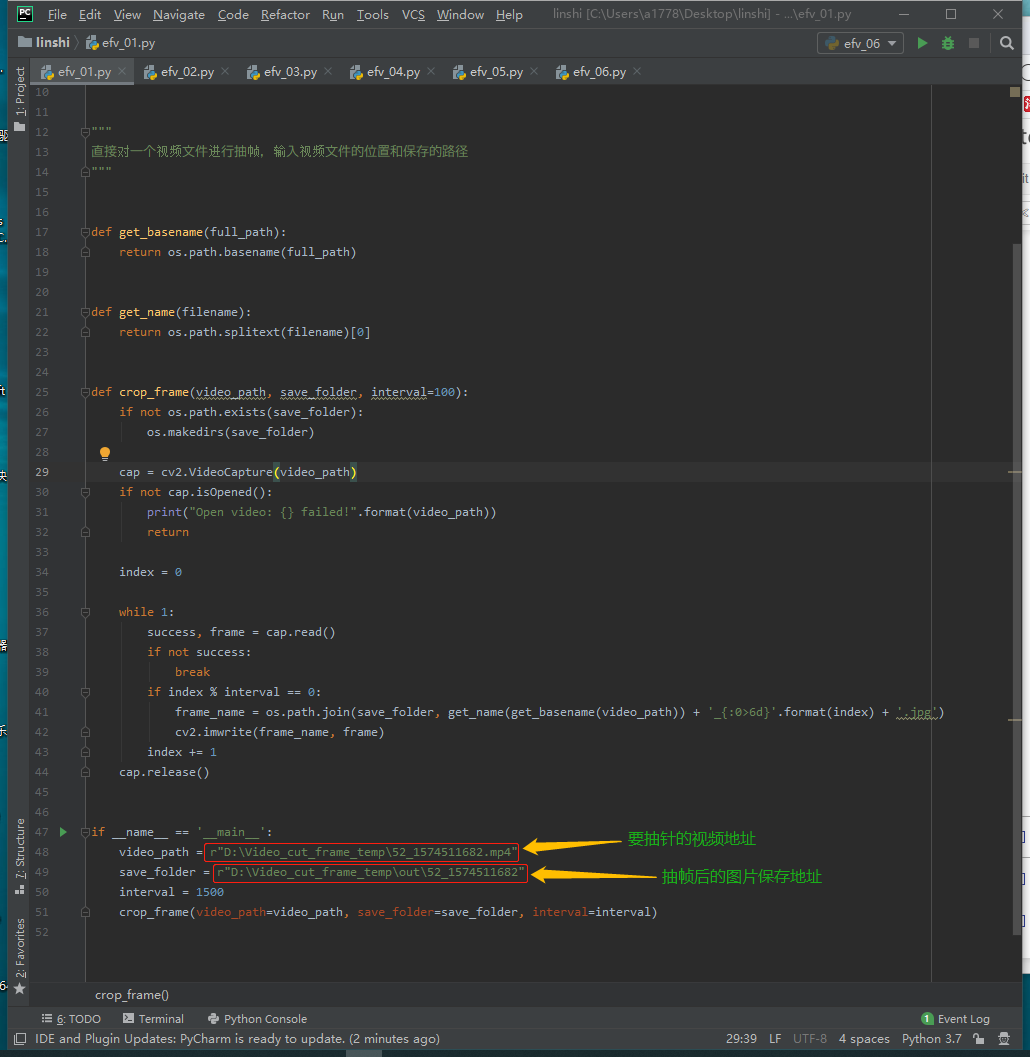 PC File Edit View Navigate Code Refactor Run Tools VCS Window Help linshi [C:\Users\a1778\Desktop\linshi] - ...\efv_01.py
linshi efv_01.py efv_06
efv_01.py efv_02.py efv_03.py efv_04.py efv_05.py efv_06.py
1: Project
10
11
12 """
13 直接对一个视频文件进行抽帧，输入视频文件的位置和保存的路径
14 """
15
16
17 def get_basename(full_path):
18 return os.path.basename(full_path)
19
20
21 def get_name(filename):
22 return os.path.splitext(filename)[0]
23
24
25 def crop_frame(video_path, save_folder, interval=100):
26 if not os.path.exists(save_folder):
27 os.makedirs(save_folder)
28
29 cap = cv2.VideoCapture(video_path)
30 if not cap.isOpened():
31 print("Open video: {} failed!".format(video_path))
32 return
33
34 index = 0
35
36 while 1:
37 success, frame = cap.read()
38 if not success:
39 break
40 if index % interval == 0:
41 frame_name = os.path.join(save_folder, get_name(get_basename(video_path)) + '_{:0>6d}'.format(index) + '.jpg')
42 cv2.imwrite(frame_name, frame)
43 index += 1
44 cap.release()
45
46
47 if __name__ == '__main__':
48 video_path = r"D:\Video_cut_frame_temp\52_1574511682.mp4" 要抽针的视频地址
49 save_folder = r"D:\Video_cut_frame_temp\out\52_1574511682" 抽帧后的图片保存地址
50 interval = 1500
51 crop_frame(video_path=video_path, save_folder=save_folder, interval=interval)
52
7: Structure
2: Favorites
crop_frame()
6: TODO Terminal Python Console 1 Event Log
IDE and Plugin Updates: PyCharm is ready to update. (2 minutes ago) 29:39 LF UTF-8 4 spaces Python 3.7